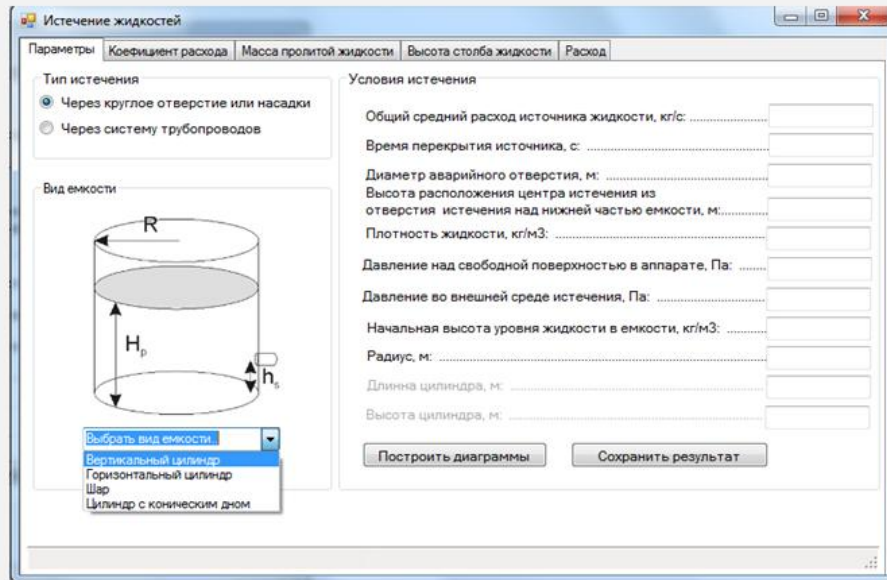 Истечение жидкостей
Параметры Коефициент расхода Масса пролитой жидкости Высота столба жидкости Расход
Тип истечения
Через круглое отверстие или насадки
Через систему трубопроводов
Вид емкости
R
H_p
h_s
Выбрать вид емкости...
Вертикальный цилиндр
Горизонтальный цилиндр
Шар
Цилиндр с коническим дном
Условия истечения
Общий средний расход источника жидкости, кг/с:
Время перекрытия источника, с:
Диаметр аварийного отверстия, м:
Высота расположения центра истечения из
отверстия истечения над нижней частью емкости, м:
Плотность жидкости, кг/м3:
Давление над свободной поверхностью в аппарате, Па:
Давление во внешней среде истечения, Па:
Начальная высота уровня жидкости в емкости, кг/м3:
Радиус, м:
Длинна цилиндра, м:
Высота цилиндра, м:
Построить диаграммы Сохранить результат